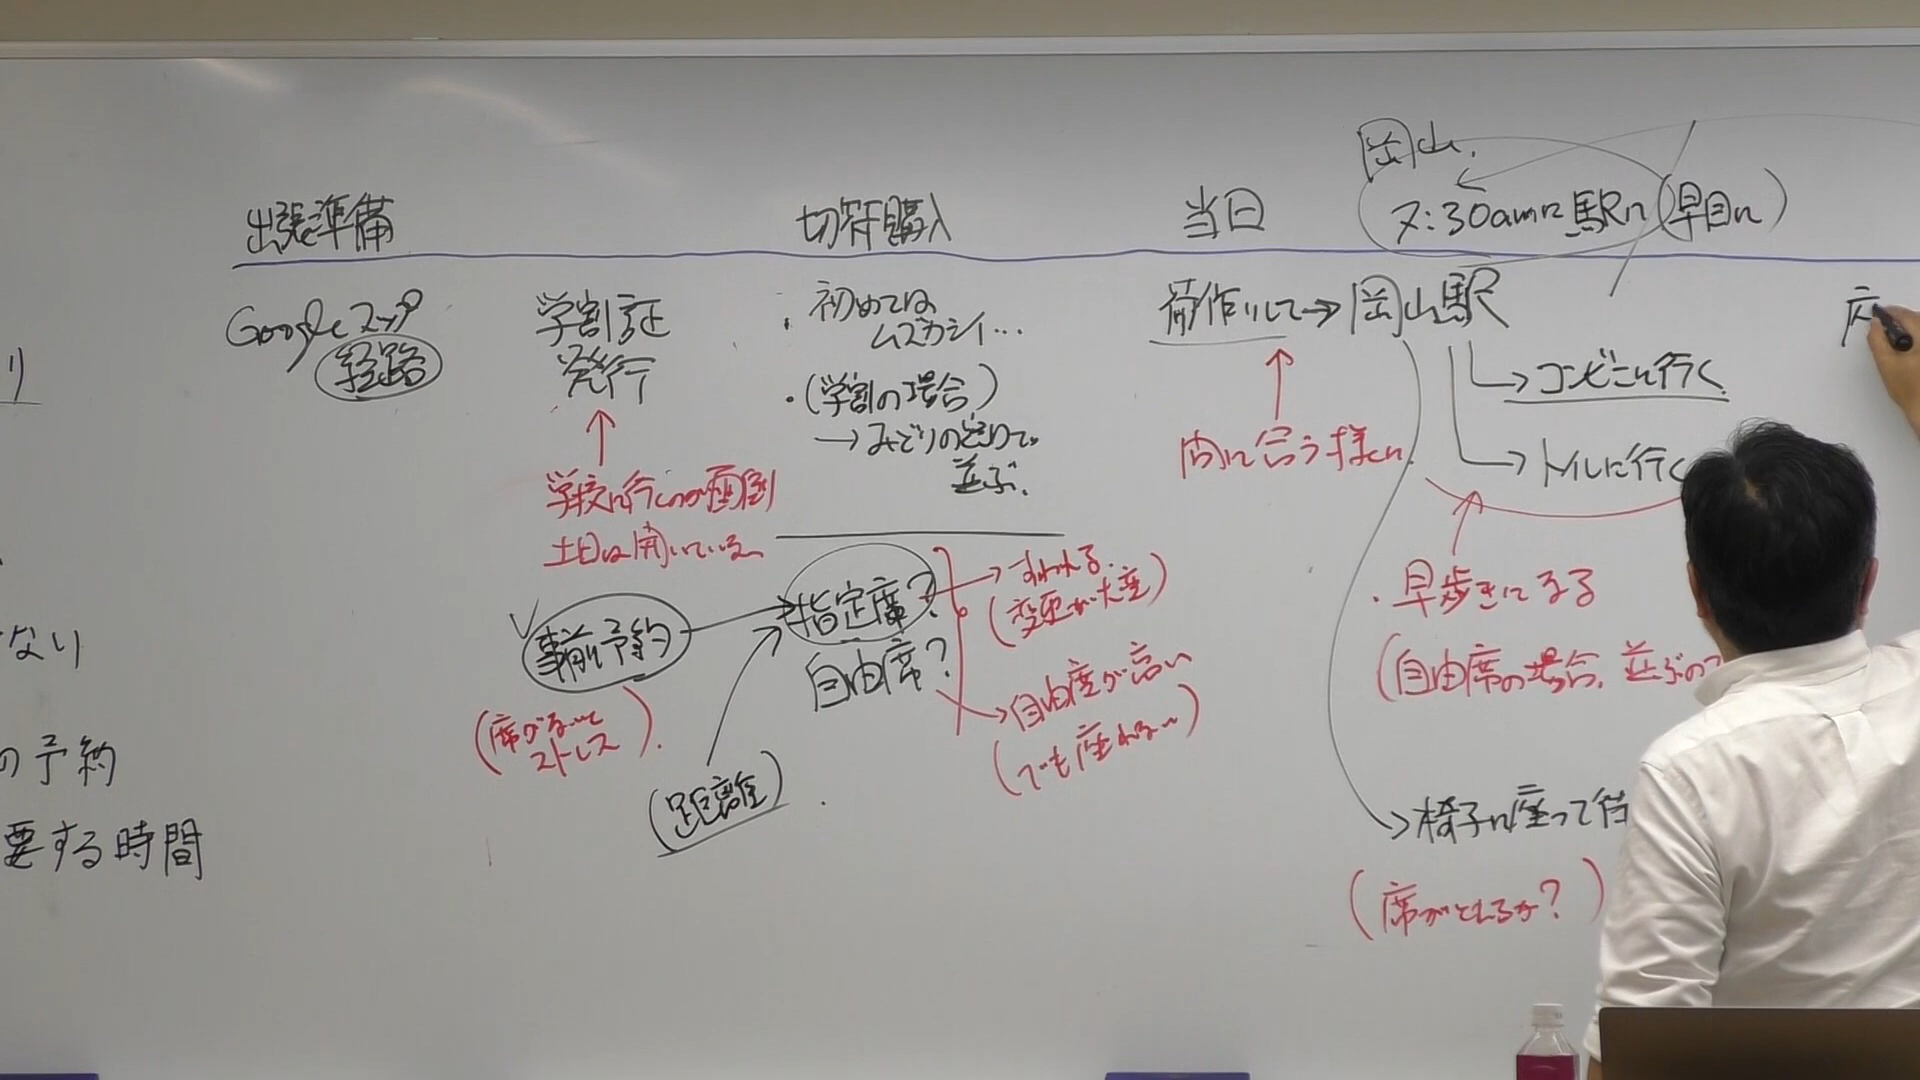 出張準備
Googleマップ
経路
学割証
発行
学校に行くのが面倒
土日は開いている
事前予約
(席がないと
ストレス)
(距離)
切符購入
・初めては
ムズカシイ…
・(学割の場合)
→みどりの窓口で
並ぶ。
指定席?
自由席?
→すわれる。
(変更が大変)
→自由度が高い
(でも座れない)
当日
岡山
7:30amに駅に(早目に)
荷作りして→岡山駅
間に合う様に
→コンビニに行く
→トイレに行く
・早歩きになる
(自由席の場合、並ぶの
→椅子に座って待
(席がとれるか?)
り
ない
の予約
要する時間